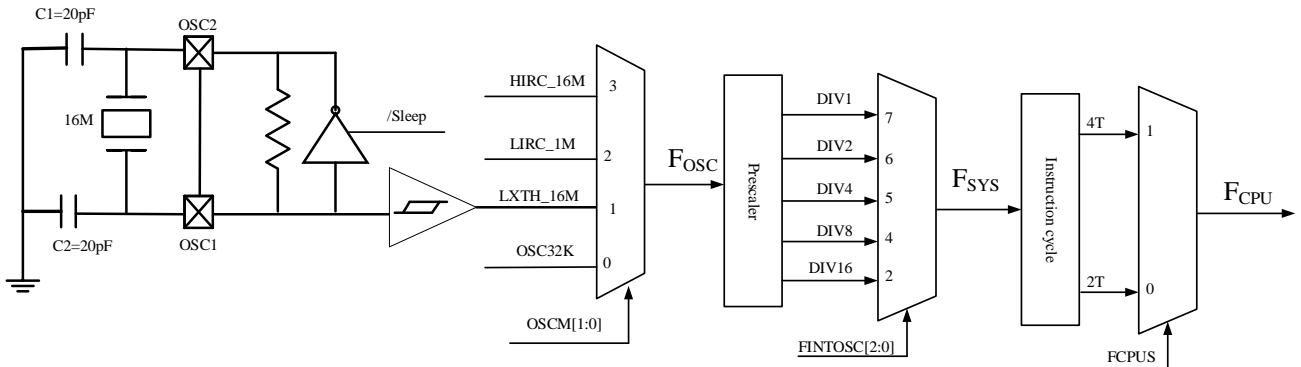 C1=20pF
OSC2
16M
/Sleep
C2=20pF
OSC1
HIRC_16M
3
LIRC_1M
2
LXTH_16M
1
OSC32K
0
OSCM[1:0]
FOSC
Prescaler
DIV1
7
DIV2
6
DIV4
5
DIV8
4
DIV16
2
FINTOSC[2:0]
FSYS
Instruction cycle
4T
1
2T
0
FCPUS
FCPU